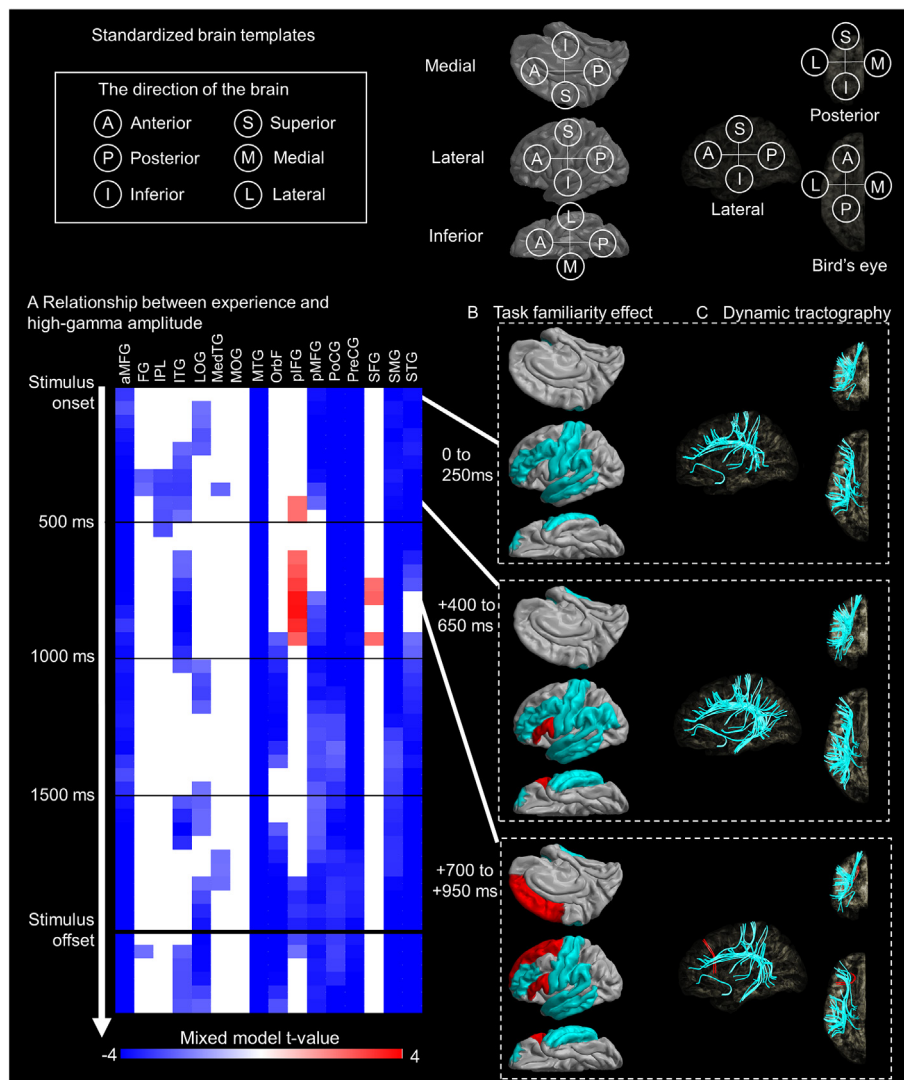 Standardized brain templates
The direction of the brain
A Anterior
S Superior
P Posterior
M Medial
I Inferior
L Lateral
Medial
I
A P
S
Lateral
S
A P
I
Inferior
L
A P
M
S
A P
I
Lateral
S
L M
I
Posterior
A
L M
P
Bird's eye
A Relationship between experience and
high-gamma amplitude
aMFG
FG
IPL
ITG
LOG
MedTG
MOG
MTG
OrbF
pIFG
pMFG
PoCG
PreCG
SFG
SMG
STG
Stimulus
onset
500 ms
1000 ms
1500 ms
Stimulus
offset
Mixed model t-value
-4 4
B Task familiarity effect
C Dynamic tractography
0 to
250ms
+400 to
650 ms
+700 to
+950 ms